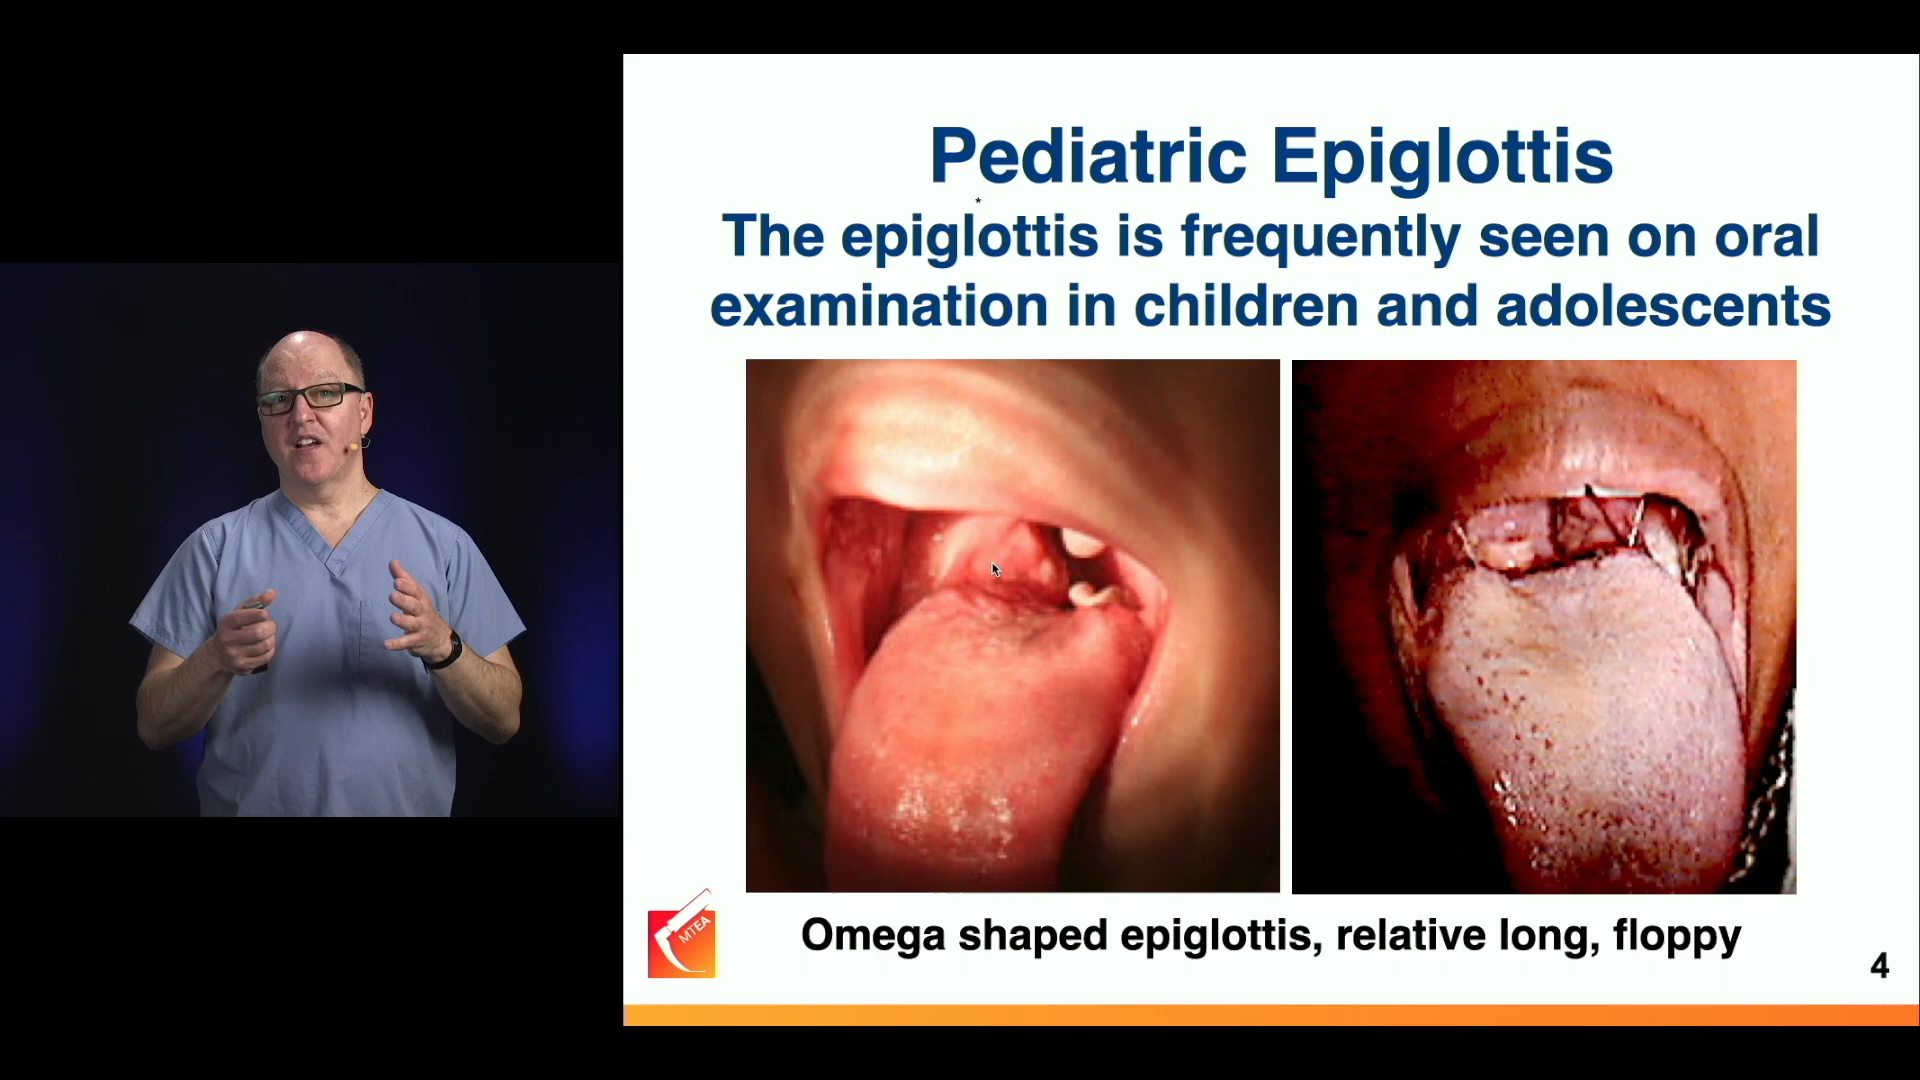 Pediatric Epiglottis
*
The epiglottis is frequently seen on oral
examination in children and adolescents
MTEA
Omega shaped epiglottis, relative long, floppy
4